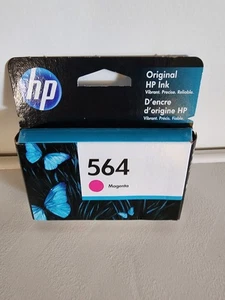 hp
Original
HP Ink
Vibrant. Precise. Reliable.
D'encre
d'origine HP
564
Magenta